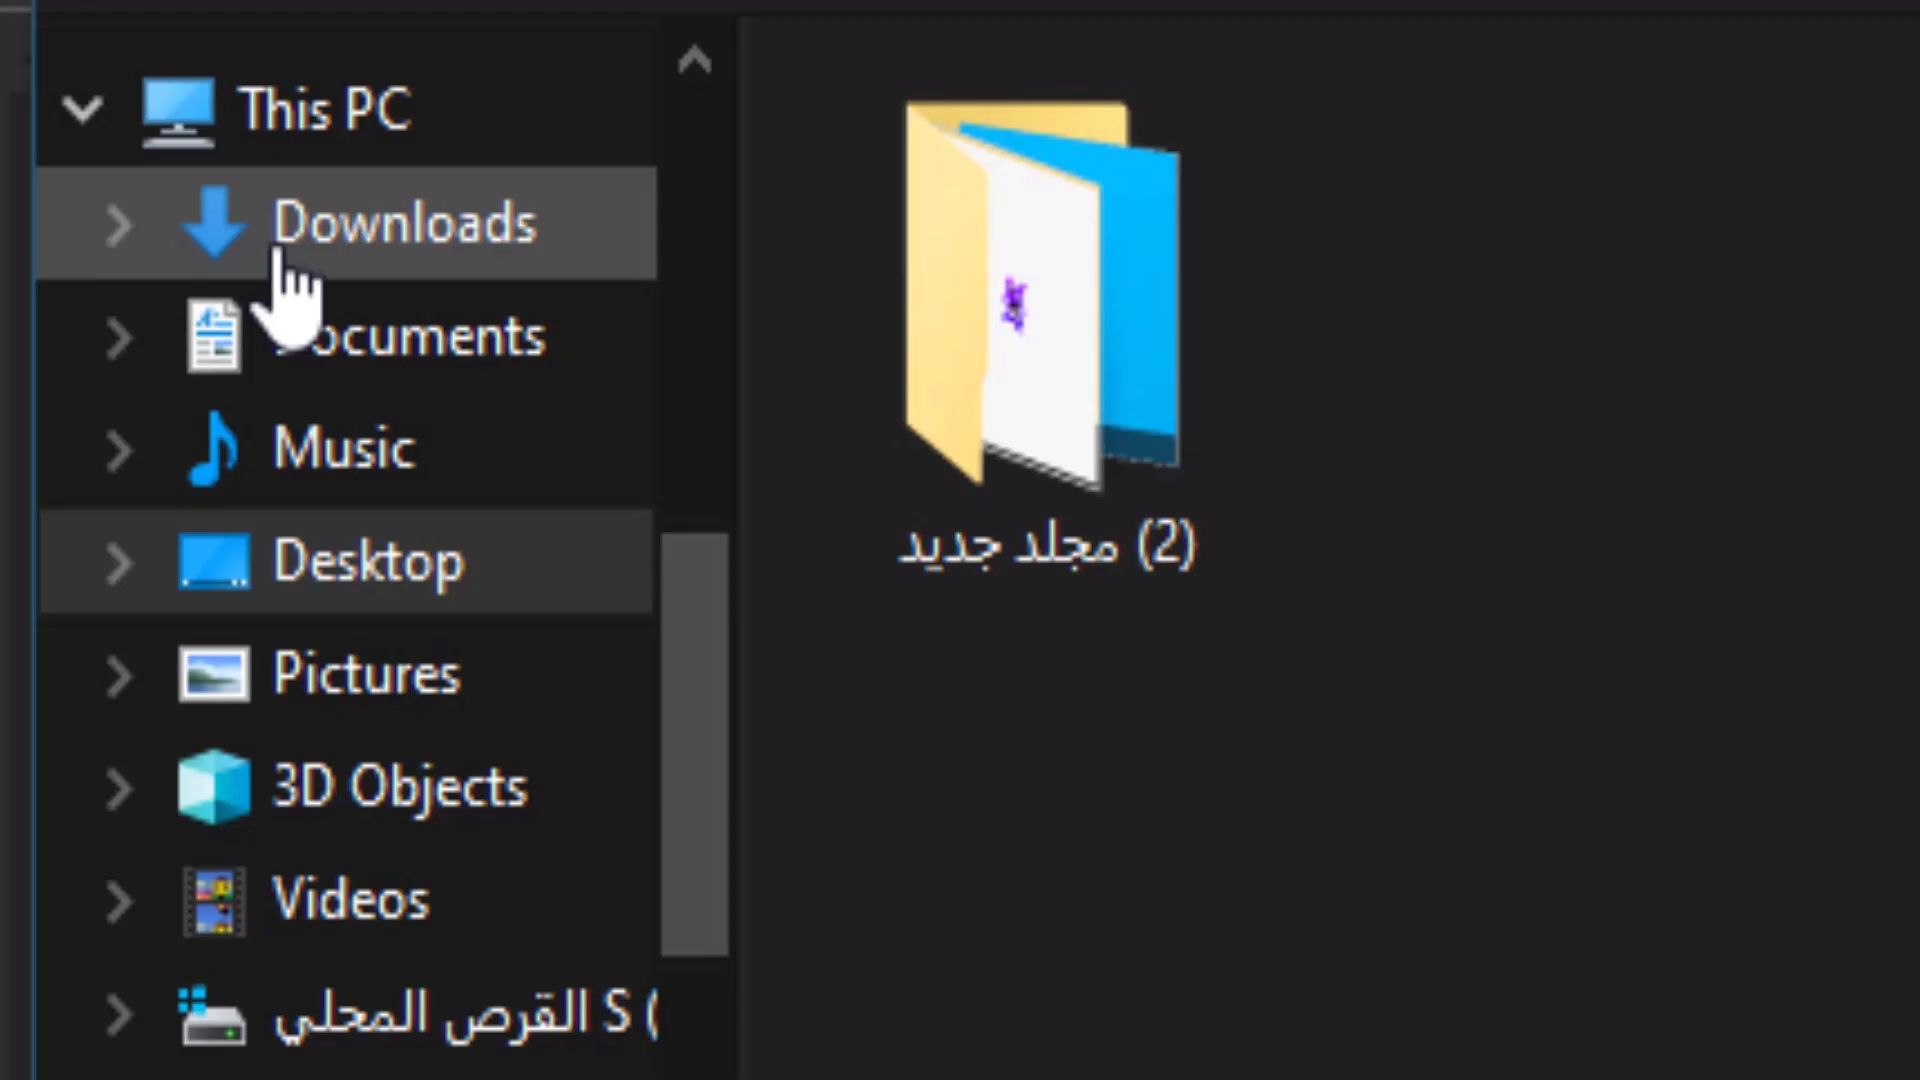 This PC
Downloads
Documents
Music
Desktop
Pictures
3D Objects
Videos
القرص المحلي S (
مجلد جديد (2)